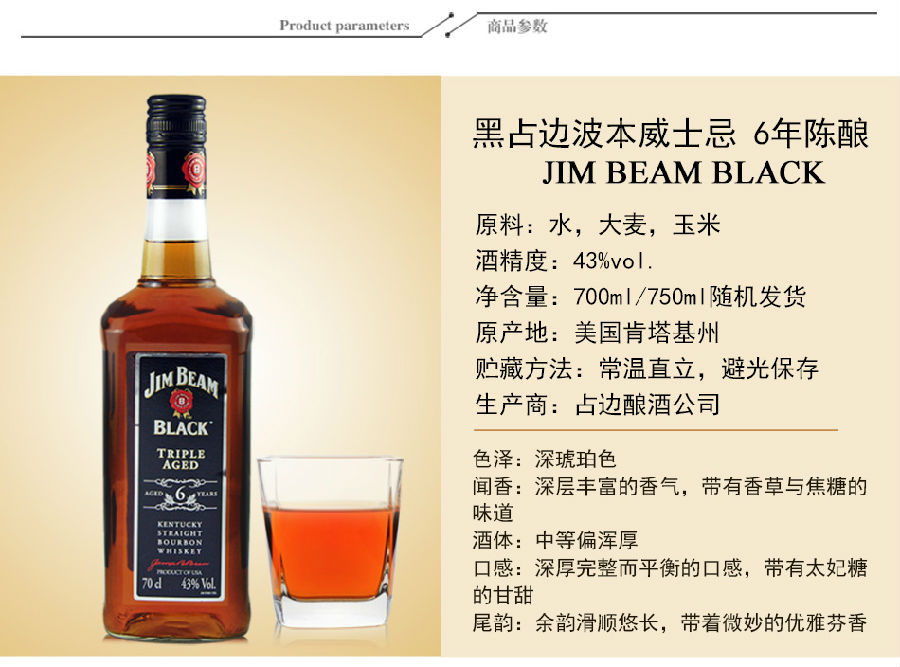 Product parameters
商品参数
黑占边波本威士忌 6年陈酿
JIM BEAM BLACK
原料：水，大麦，玉米
酒精度：43%vol.
净含量：700ml/750ml随机发货
原产地：美国肯塔基州
贮藏方法：常温直立，避光保存
生产商：占边酿酒公司
色泽：深琥珀色
闻香：深层丰富的香气，带有香草与焦糖的
味道
酒体：中等偏浑厚
口感：深厚完整而平衡的口感，带有太妃糖
的甘甜
尾韵：余韵滑顺悠长，带着微妙的优雅芬香
JIM BEAM
B
BLACK
TRIPLE
AGED
AGED 6 YEARS
KENTUCKY
STRAIGHT
BOURBON
WHISKEY
PRODUCT OF USA
70 cl 43% Vol.